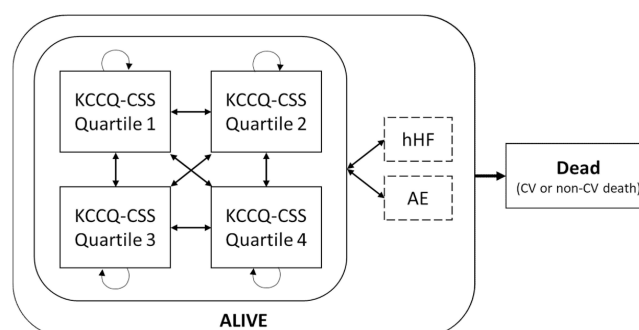 KCCQ-CSS
Quartile 1
KCCQ-CSS
Quartile 2
KCCQ-CSS
Quartile 3
KCCQ-CSS
Quartile 4
hHF
AE
Dead
(CV or non-CV death)
ALIVE